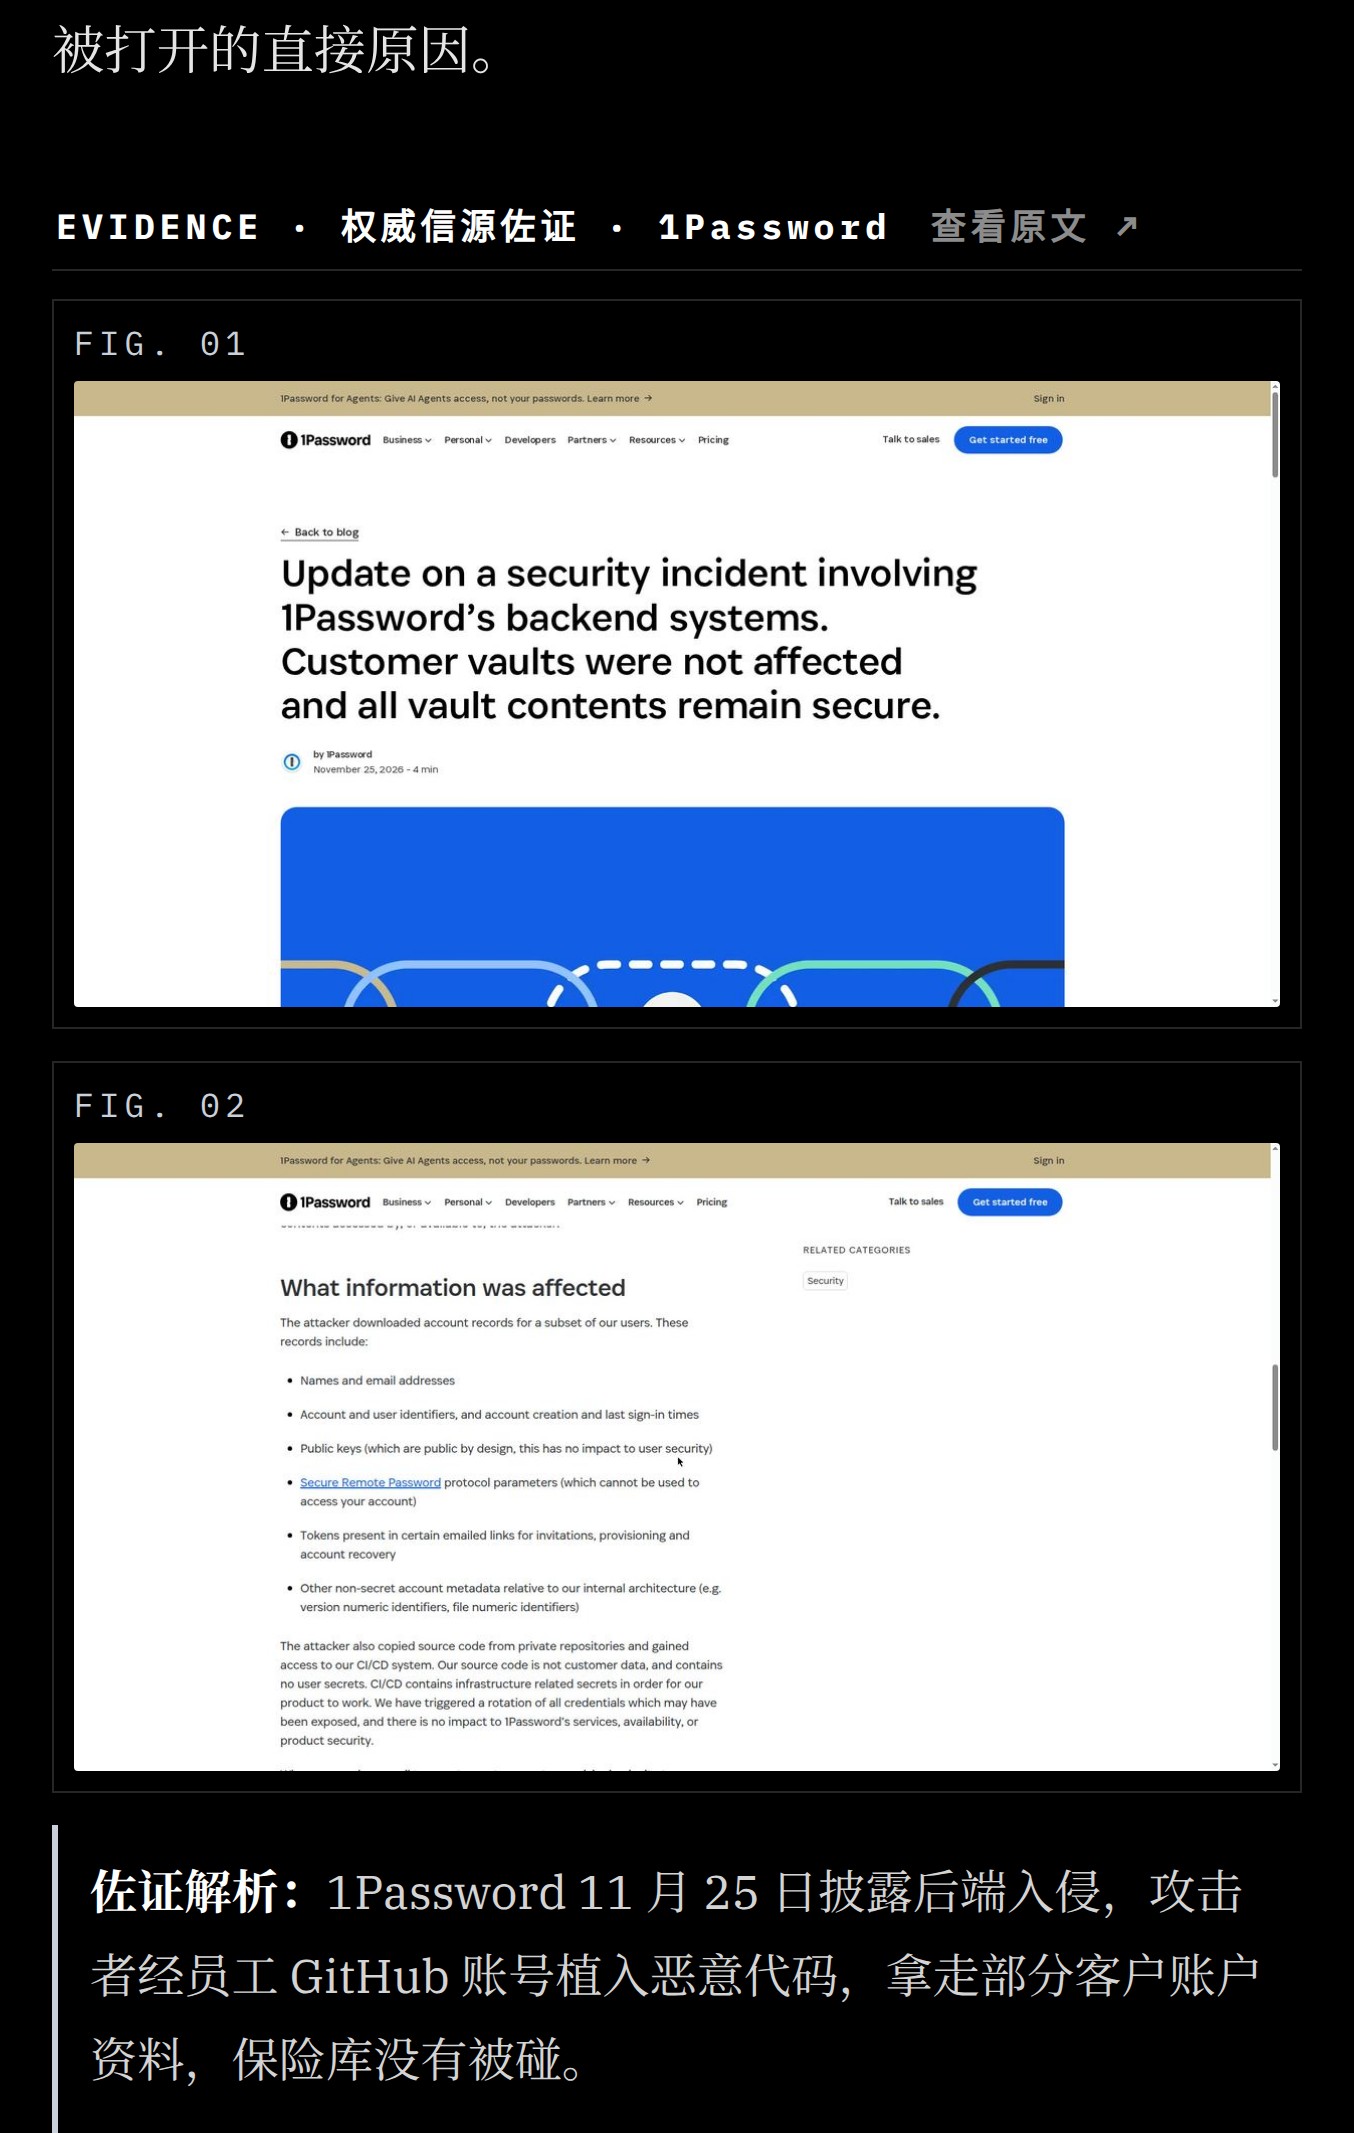 被打开的直接原因。
EVIDENCE · 权威信源佐证 · 1Password 查看原文 ↗
FIG. 01
1Password for Agents: Give AI Agents access, not your passwords. Learn more → Sign in
1Password Business Personal Developers Partners Resources Pricing Talk to sales Get started free
← Back to blog
Update on a security incident involving
1Password’s backend systems.
Customer vaults were not affected
and all vault contents remain secure.
by 1Password
November 25, 2026 - 4 min
FIG. 02
1Password for Agents: Give AI Agents access, not your passwords. Learn more → Sign in
1Password Business Personal Developers Partners Resources Pricing Talk to sales Get started free
RELATED CATEGORIES
Security
What information was affected
The attacker downloaded account records for a subset of our users. These
records include:
• Names and email addresses
• Account and user identifiers, and account creation and last sign-in times
• Public keys (which are public by design, this has no impact to user security)
• Secure Remote Password protocol parameters (which cannot be used to
access your account)
• Tokens present in certain emailed links for invitations, provisioning and
account recovery
• Other non-secret account metadata relative to our internal architecture (e.g.
version numeric identifiers, file numeric identifiers)
The attacker also copied source code from private repositories and gained
access to our CI/CD system. Our source code is not customer data, and contains
no user secrets. CI/CD contains infrastructure related secrets in order for our
product to work. We have triggered a rotation of all credentials which may have
been exposed, and there is no impact to 1Password's services, availability, or
product security.
佐证解析：1Password 11 月 25 日披露后端入侵，攻击
者经员工 GitHub 账号植入恶意代码，拿走部分客户账户
资料，保险库没有被碰。